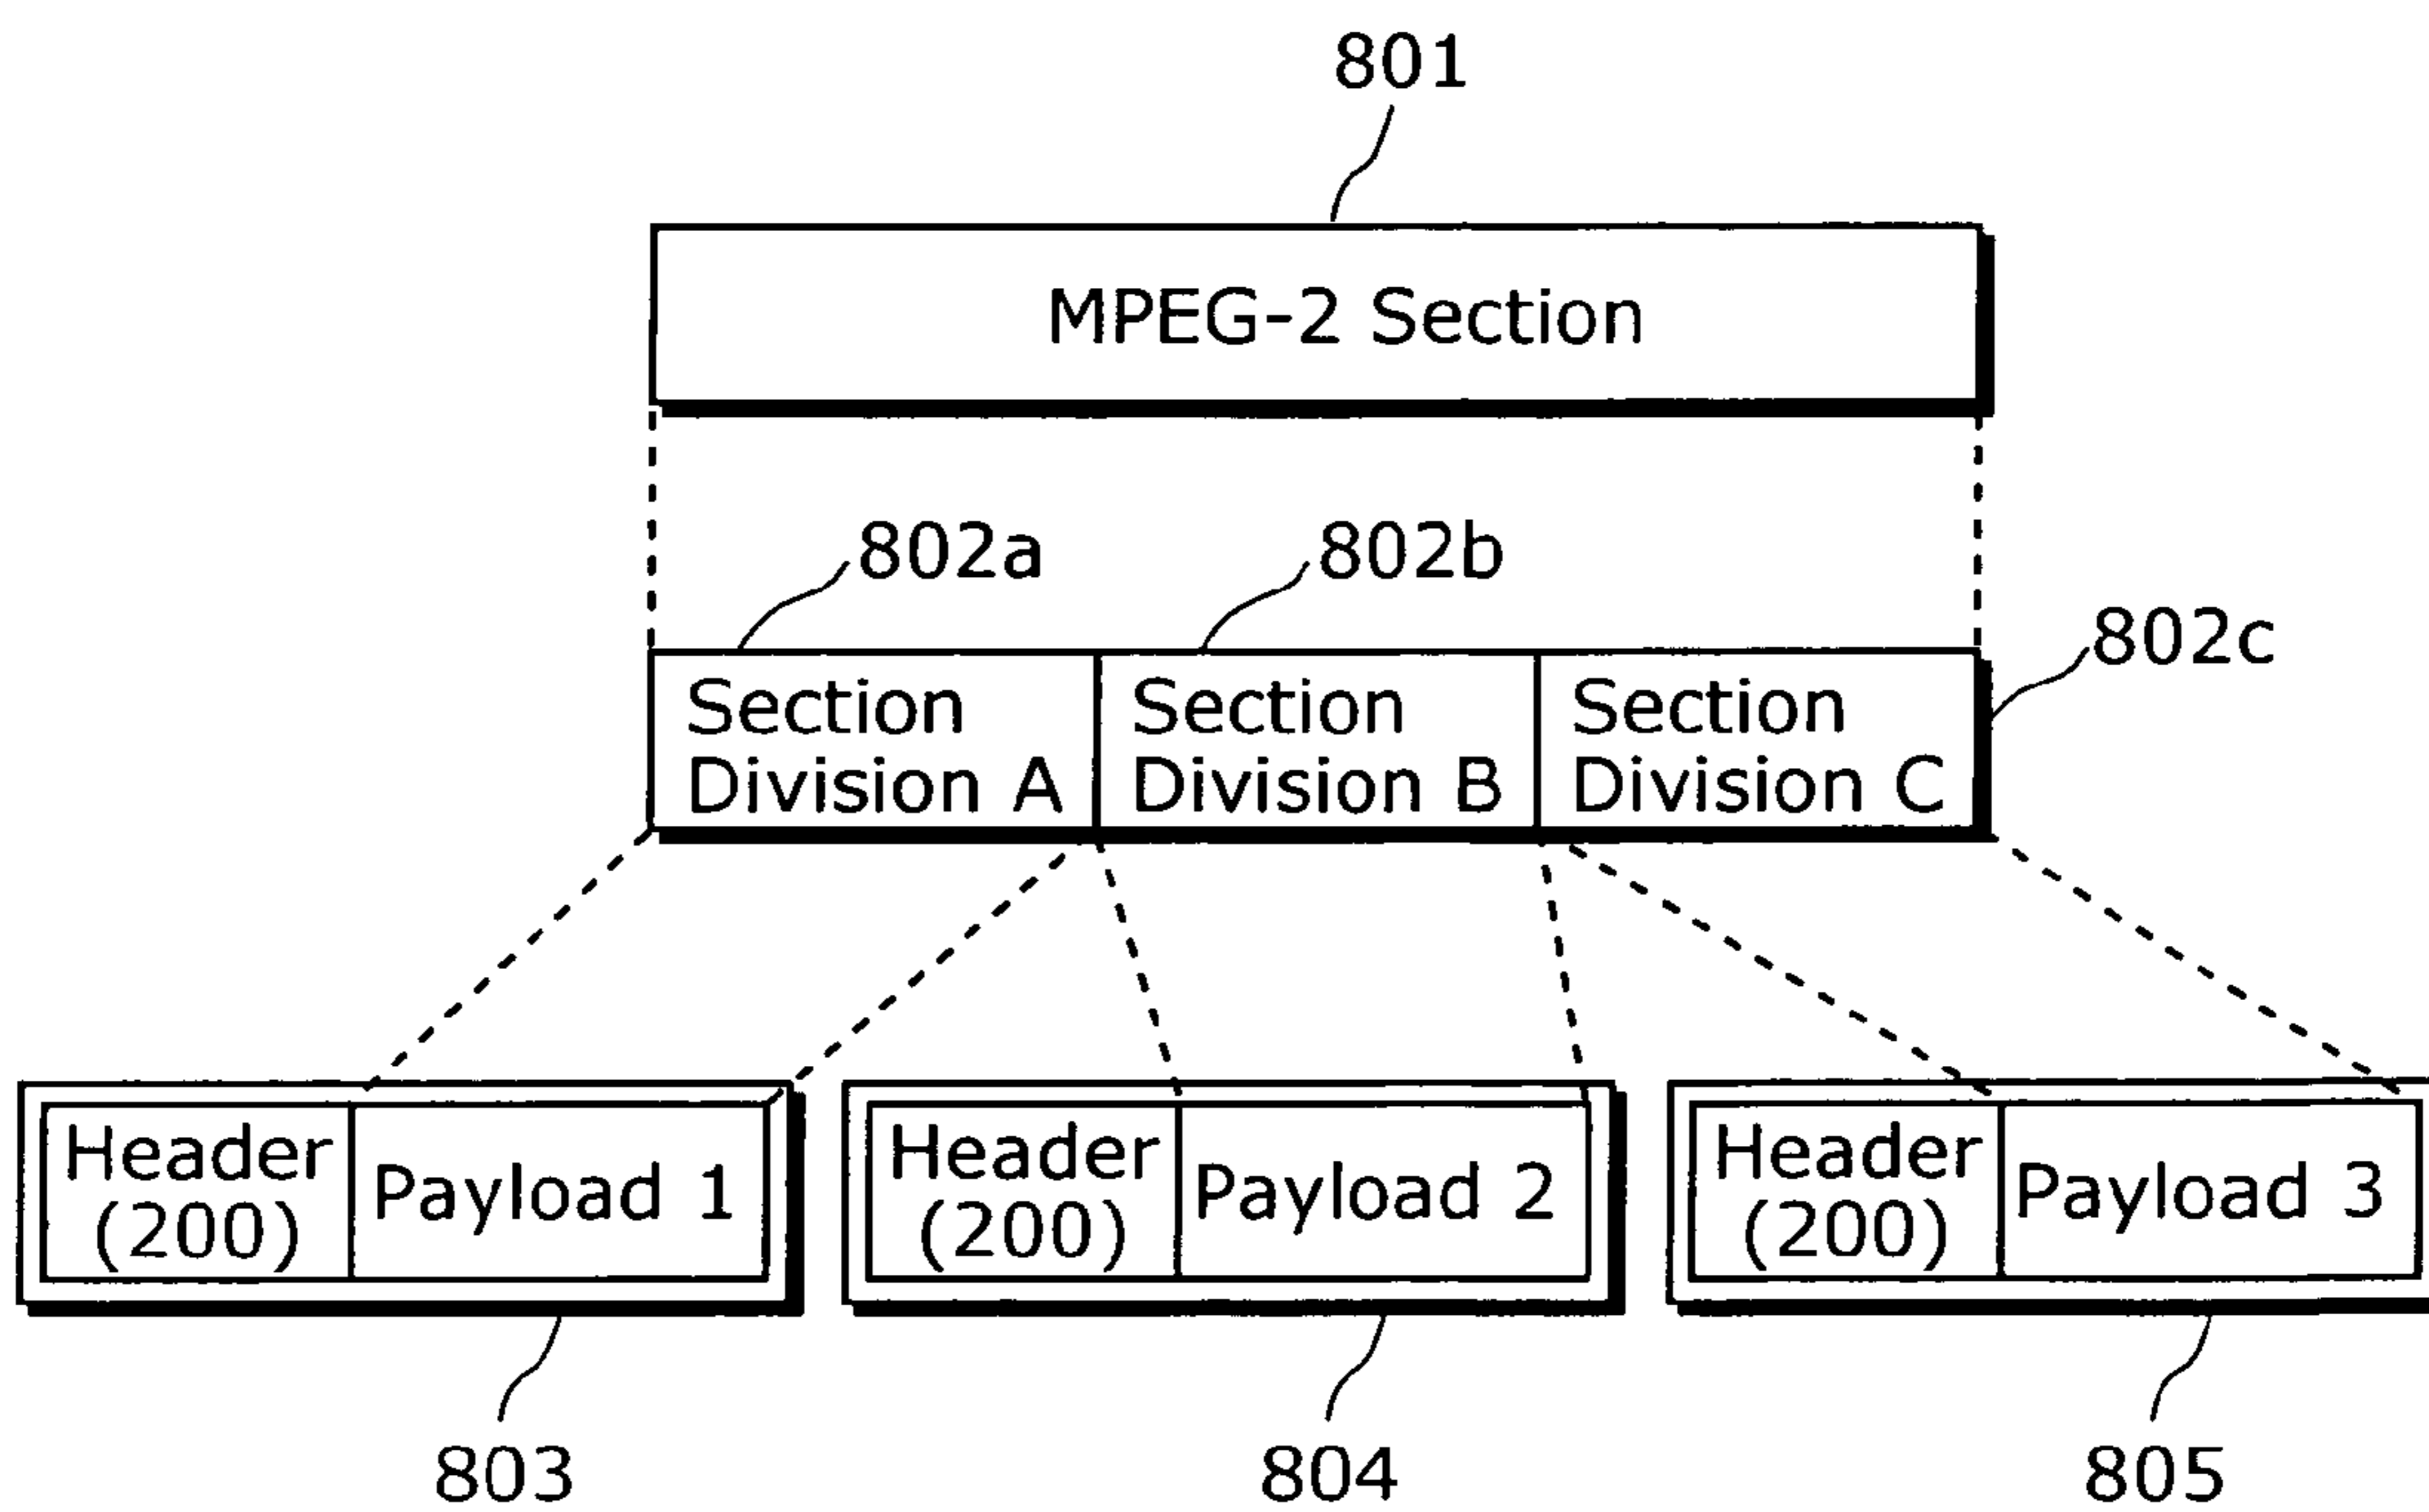 801
MPEG-2 Section
802a
802b
802c
Section
Division A
Section
Division B
Section
Division C
Header
(200)
Payload 1
Header
(200)
Payload 2
Header
(200)
Payload 3
803
804
805